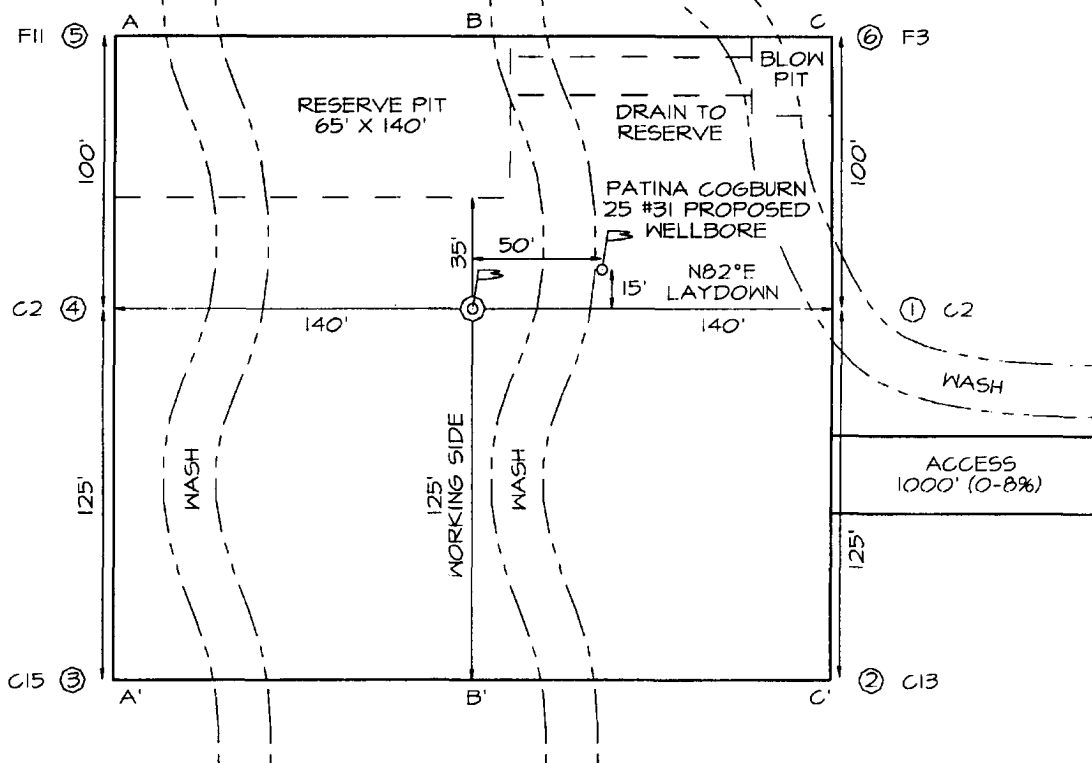 A
B
C
F11 ⑤
⑥ F3
BLOW
PIT
RESERVE PIT
65' X 140'
DRAIN TO
RESERVE
100'
100'
PATINA COGBURN
25 #31 PROPOSED
WELLBORE
35'
50'
15'
N82°E
LAYDOWN
C2 ④
① C2
140'
140'
WASH
WASH
WASH
125'
125'
WORKING SIDE
125'
ACCESS
1000' (0-8%)
C15 ③
② C13
A'
B'
C'